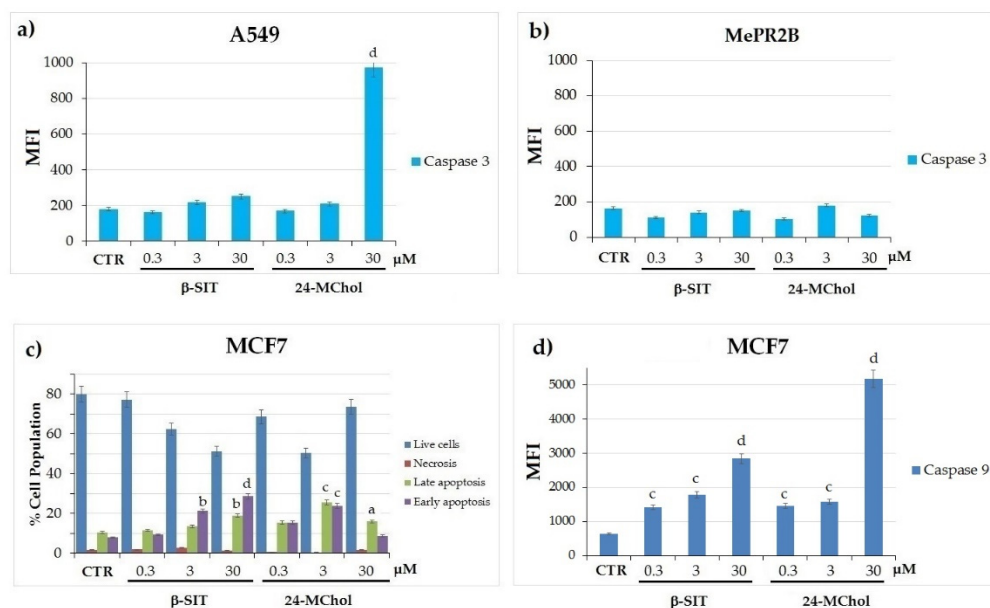 a)
A549
d
1000
800
600
400
200
0
MFI
Caspase 3
CTR 0.3 3 30 0.3 3 30 µM
β-SIT 24-MChol
b)
MePR2B
1000
800
600
400
200
0
MFI
Caspase 3
CTR 0.3 3 30 0.3 3 30 µM
β-SIT 24-MChol
c)
MCF7
80
60
40
20
0
% Cell Population
b b d c c a
Live cells
Necrosis
Late apoptosis
Early apoptosis
CTR 0.3 3 30 0.3 3 30 µM
β-SIT 24-MChol
d)
MCF7
d
5000
4000
3000
2000
1000
0
MFI
c c d c c
Caspase 9
CTR 0.3 3 30 0.3 3 30 µM
β-SIT 24-MChol